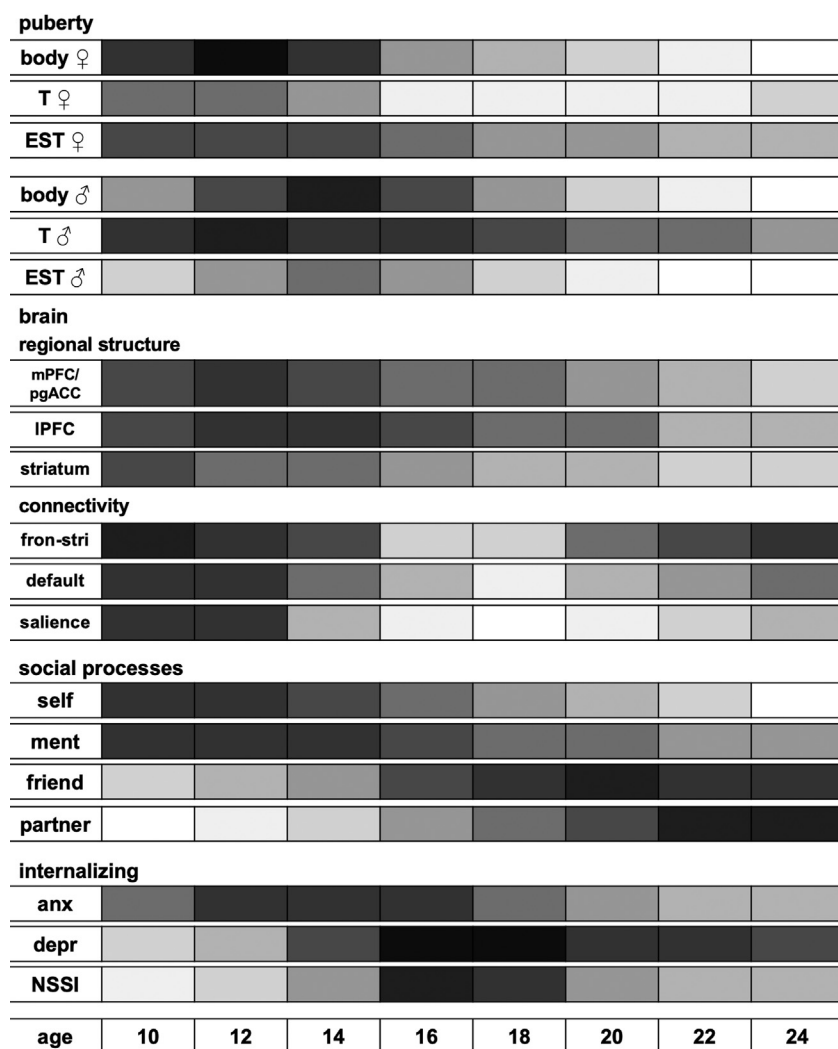 puberty
body ♀
T ♀
EST ♀
body ♂
T ♂
EST ♂
brain
regional structure
mPFC/
pgACC
lPFC
striatum
connectivity
fron-stri
default
salience
social processes
self
ment
friend
partner
internalizing
anx
depr
NSSI
age 10 12 14 16 18 20 22 24